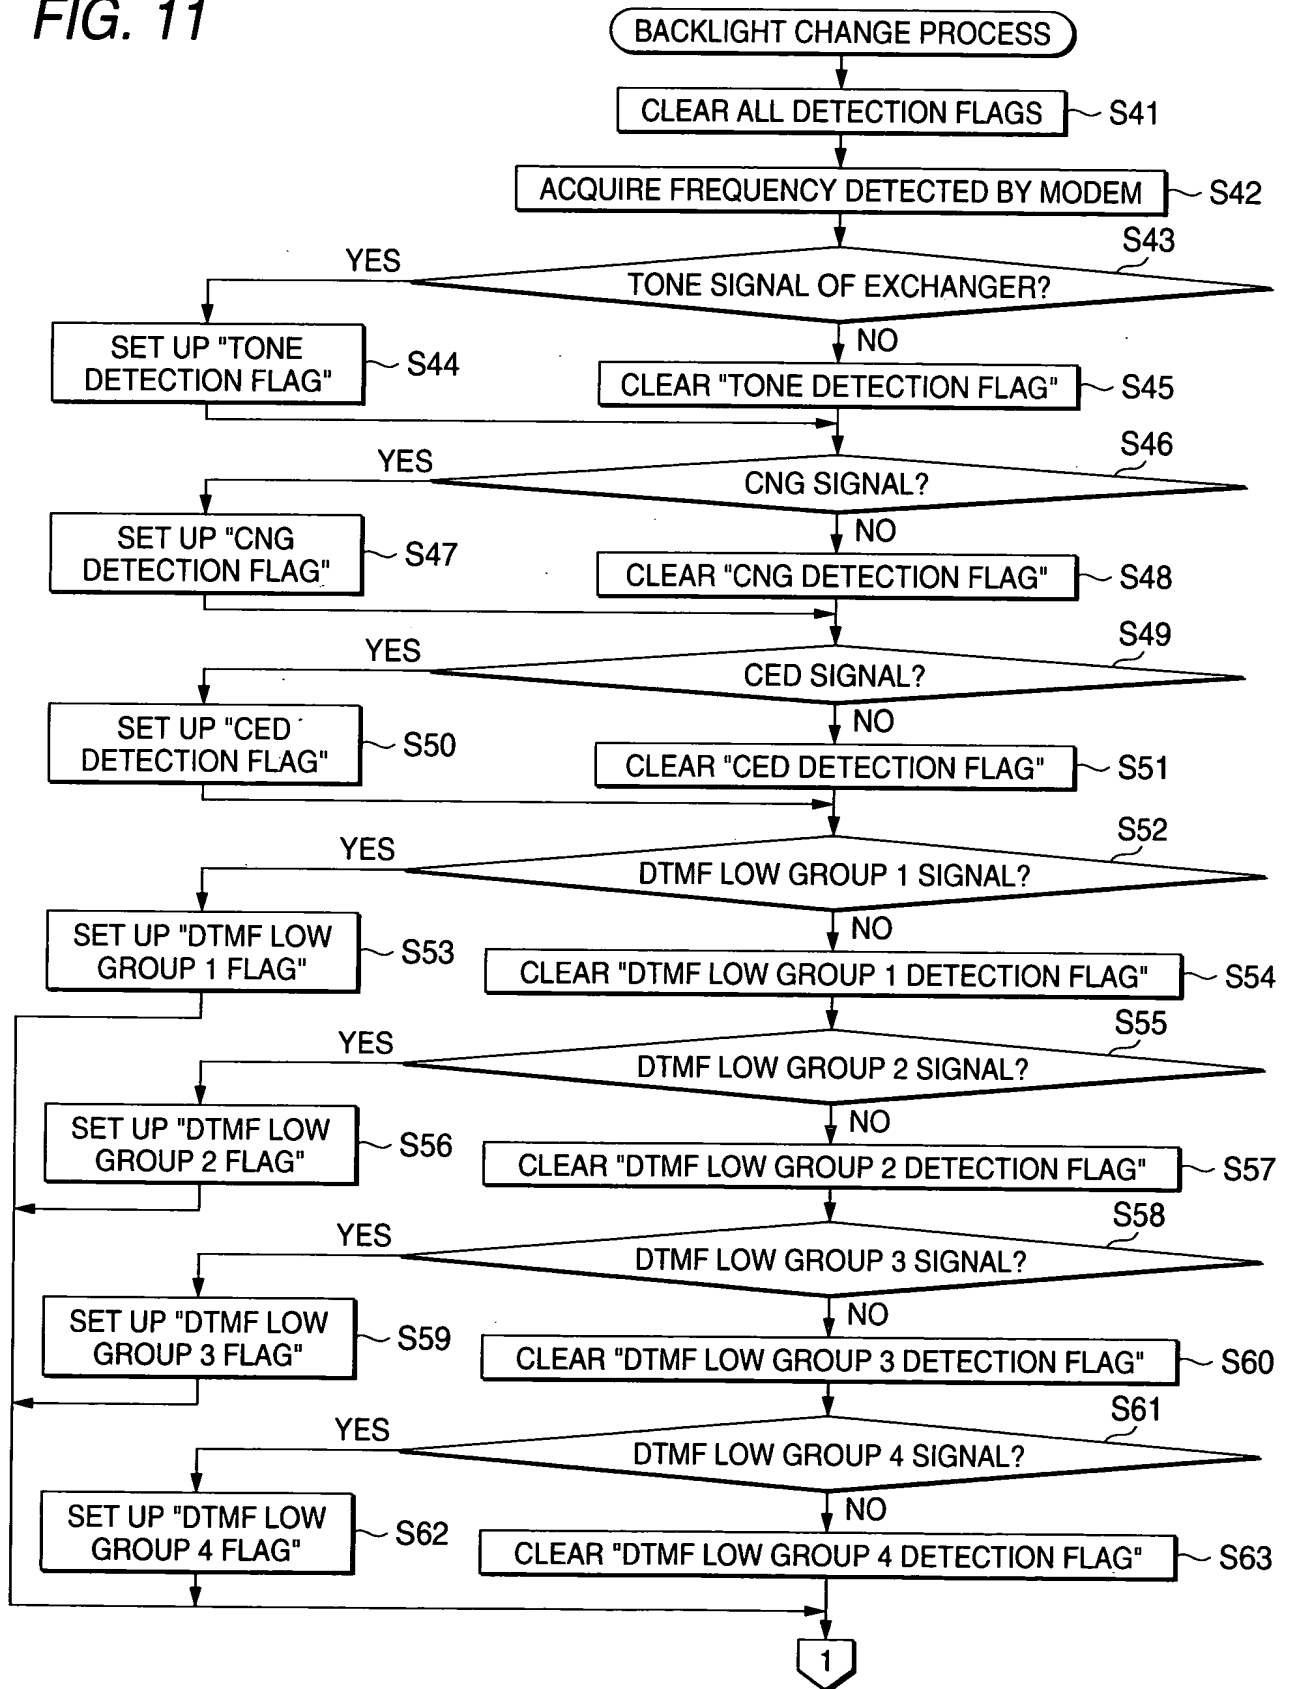 FIG. 11
BACKLIGHT CHANGE PROCESS
CLEAR ALL DETECTION FLAGS
S41
ACQUIRE FREQUENCY DETECTED BY MODEM
S42
S43
YES
TONE SIGNAL OF EXCHANGER?
NO
SET UP "TONE
DETECTION FLAG"
S44
CLEAR "TONE DETECTION FLAG"
S45
S46
YES
CNG SIGNAL?
NO
SET UP "CNG
DETECTION FLAG"
S47
CLEAR "CNG DETECTION FLAG"
S48
S49
YES
CED SIGNAL?
NO
SET UP "CED
DETECTION FLAG"
S50
CLEAR "CED DETECTION FLAG"
S51
S52
YES
DTMF LOW GROUP 1 SIGNAL?
NO
SET UP "DTMF LOW
GROUP 1 FLAG"
S53
CLEAR "DTMF LOW GROUP 1 DETECTION FLAG"
S54
S55
YES
DTMF LOW GROUP 2 SIGNAL?
NO
SET UP "DTMF LOW
GROUP 2 FLAG"
S56
CLEAR "DTMF LOW GROUP 2 DETECTION FLAG"
S57
S58
YES
DTMF LOW GROUP 3 SIGNAL?
NO
SET UP "DTMF LOW
GROUP 3 FLAG"
S59
CLEAR "DTMF LOW GROUP 3 DETECTION FLAG"
S60
S61
YES
DTMF LOW GROUP 4 SIGNAL?
NO
SET UP "DTMF LOW
GROUP 4 FLAG"
S62
CLEAR "DTMF LOW GROUP 4 DETECTION FLAG"
S63
1